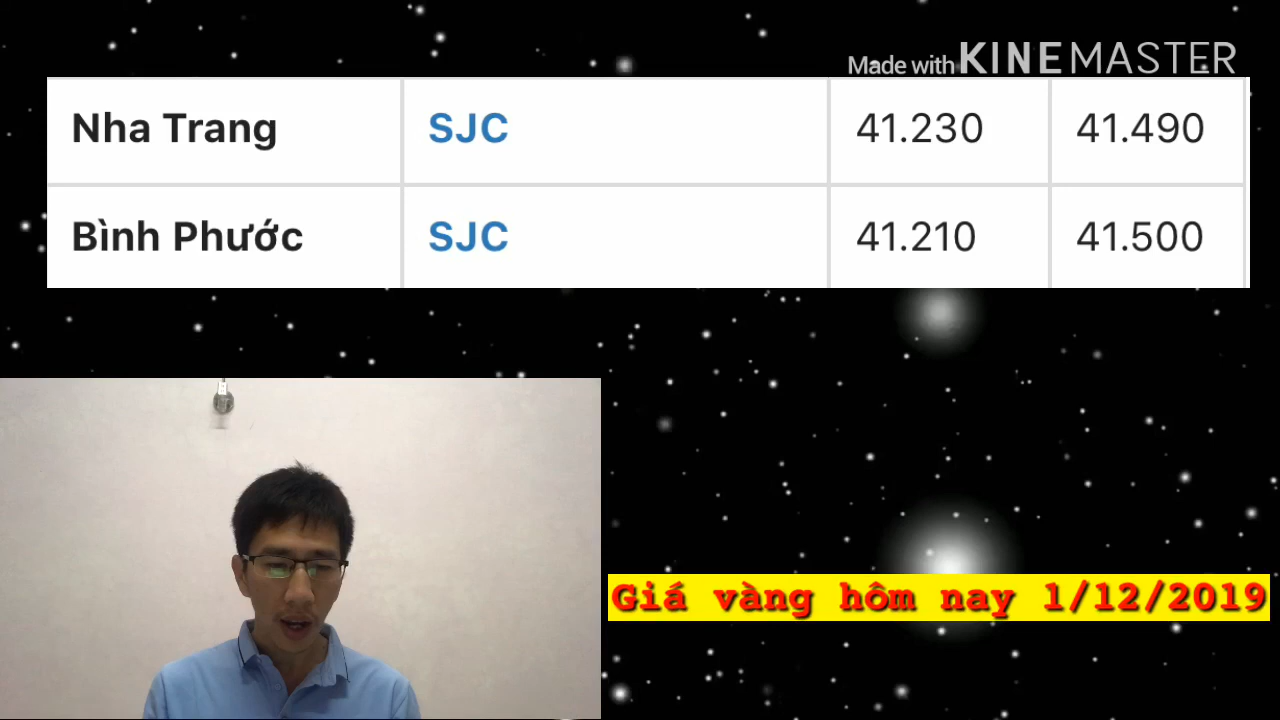 Made with KINEMASTER
Nha Trang SJC 41.230 41.490
Bình Phước SJC 41.210 41.500
Giá vàng hôm nay 1/12/2019